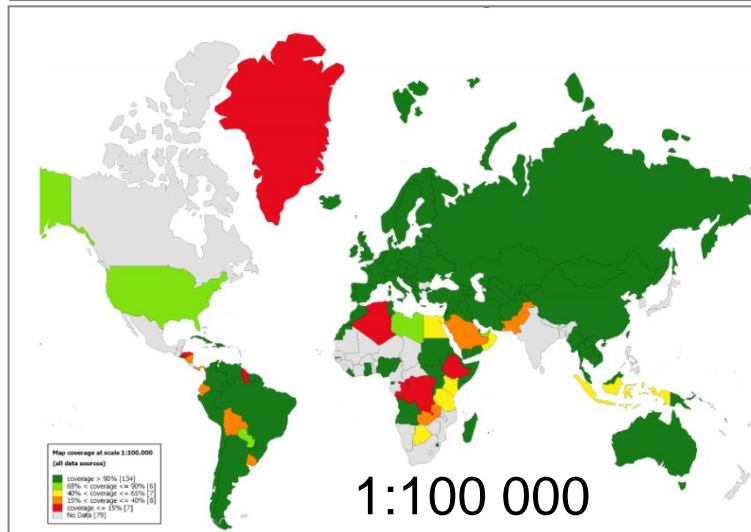 Map coverage at scale 1:100.000
(all data sources)
coverage > 90% [134]
65% < coverage <= 90% [6]
40% < coverage <= 65% [7]
15% < coverage <= 40% [8]
coverage <= 15% [7]
No Data [79]
1:100 000